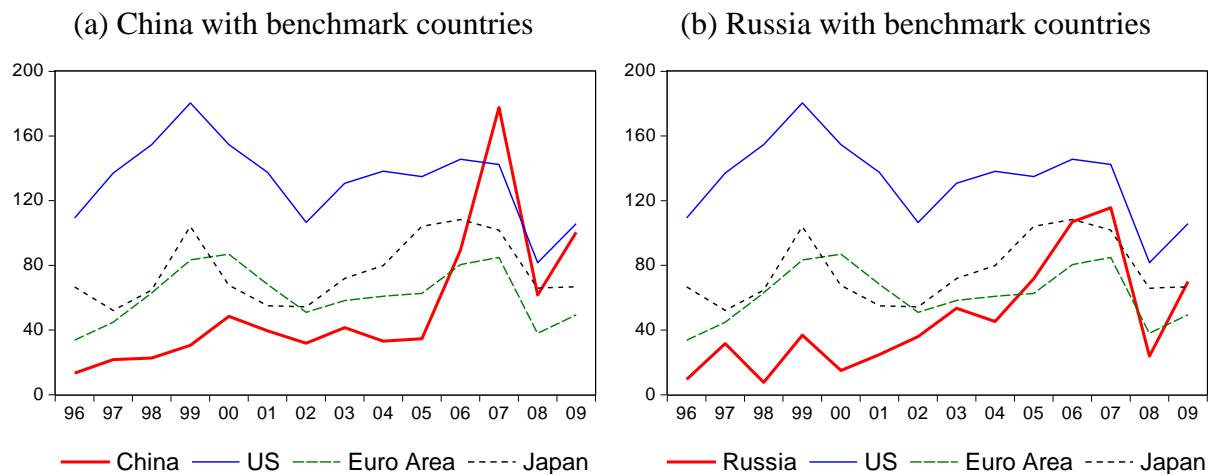 (a) China with benchmark countries
(b) Russia with benchmark countries
200
160
120
80
40
0
96 97 98 99 00 01 02 03 04 05 06 07 08 09
China US Euro Area Japan
200
160
120
80
40
0
96 97 98 99 00 01 02 03 04 05 06 07 08 09
Russia US Euro Area Japan